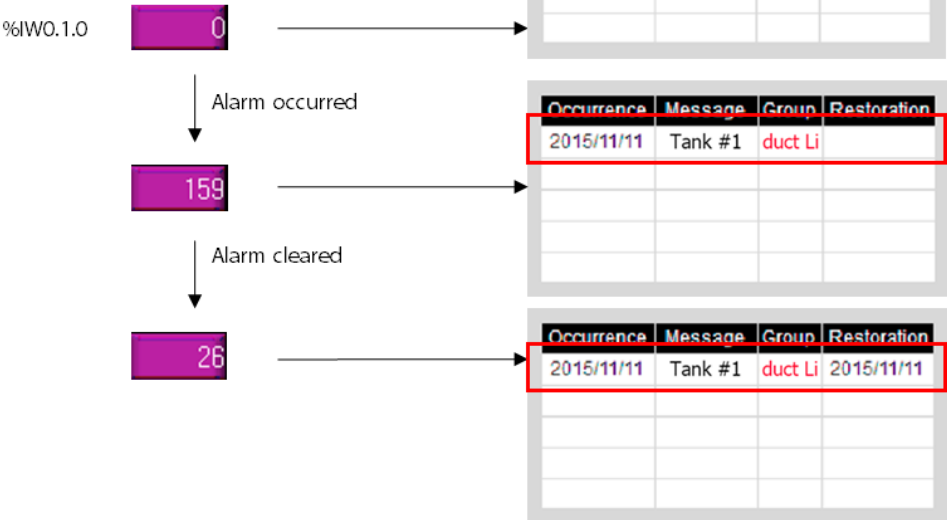 %IW0.1.0
0
Alarm occurred
Occurrence Message Group Restoration
2015/11/11 Tank #1 duct Li
159
Alarm cleared
Occurrence Message Group Restoration
26
2015/11/11 Tank #1 duct Li 2015/11/11